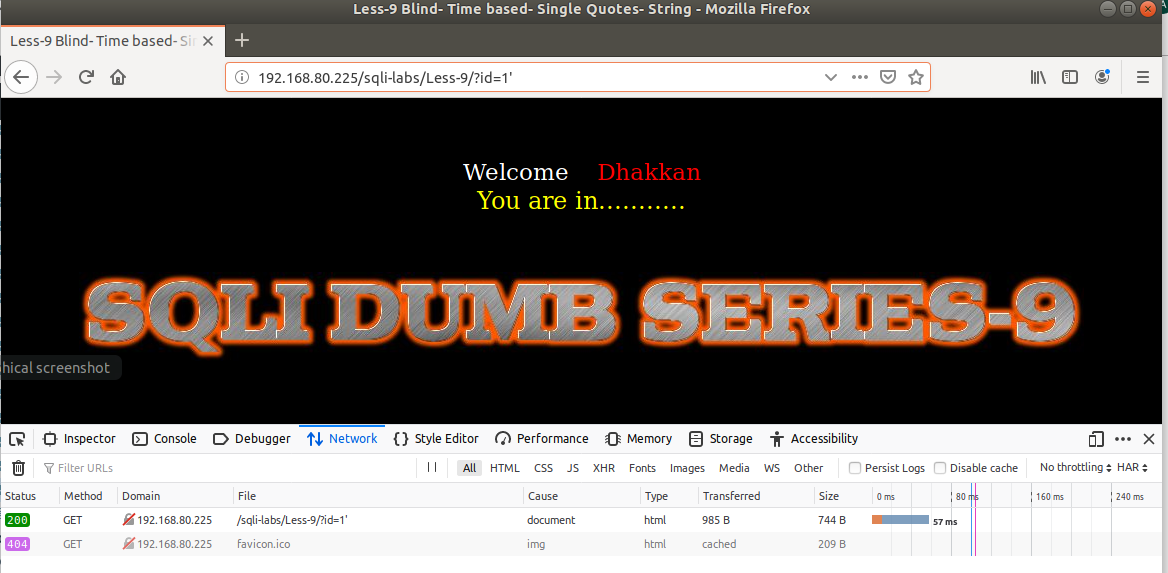 Less-9 Blind- Time based- Single Quotes- String - Mozilla Firefox
Less-9 Blind- Time based- Si
192.168.80.225/sqli-labs/Less-9/?id=1'
Welcome Dhakkan
You are in...........
SQLI DUMB SERIES-9
hical screenshot
Inspector Console Debugger Network Style Editor Performance Memory Storage Accessibility
Filter URLs All HTML CSS JS XHR Fonts Images Media WS Other Persist Logs Disable cache No throttling HAR
Status Method Domain File Cause Type Transferred Size 0 ms 80 ms 160 ms 240 ms
200 GET 192.168.80.225 /sqli-labs/Less-9/?id=1' document html 985 B 744 B 57 ms
404 GET 192.168.80.225 favicon.ico img html cached 209 B